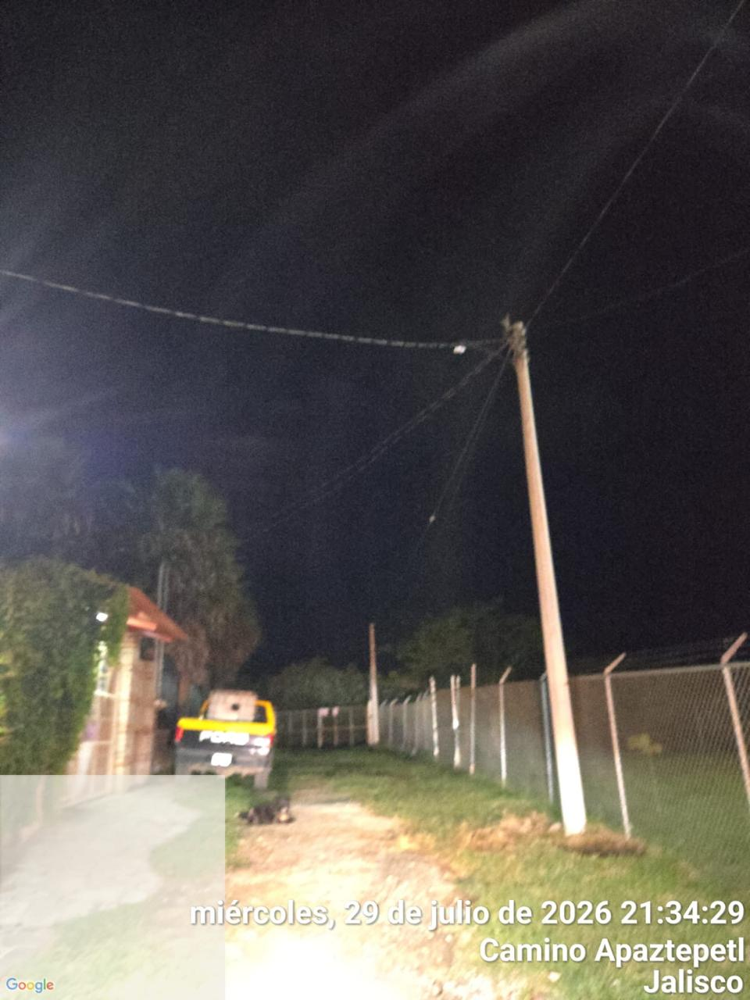 FORD
miércoles, 29 de julio de 2026 21:34:29
Camino Apaztepetl
Jalisco
Google